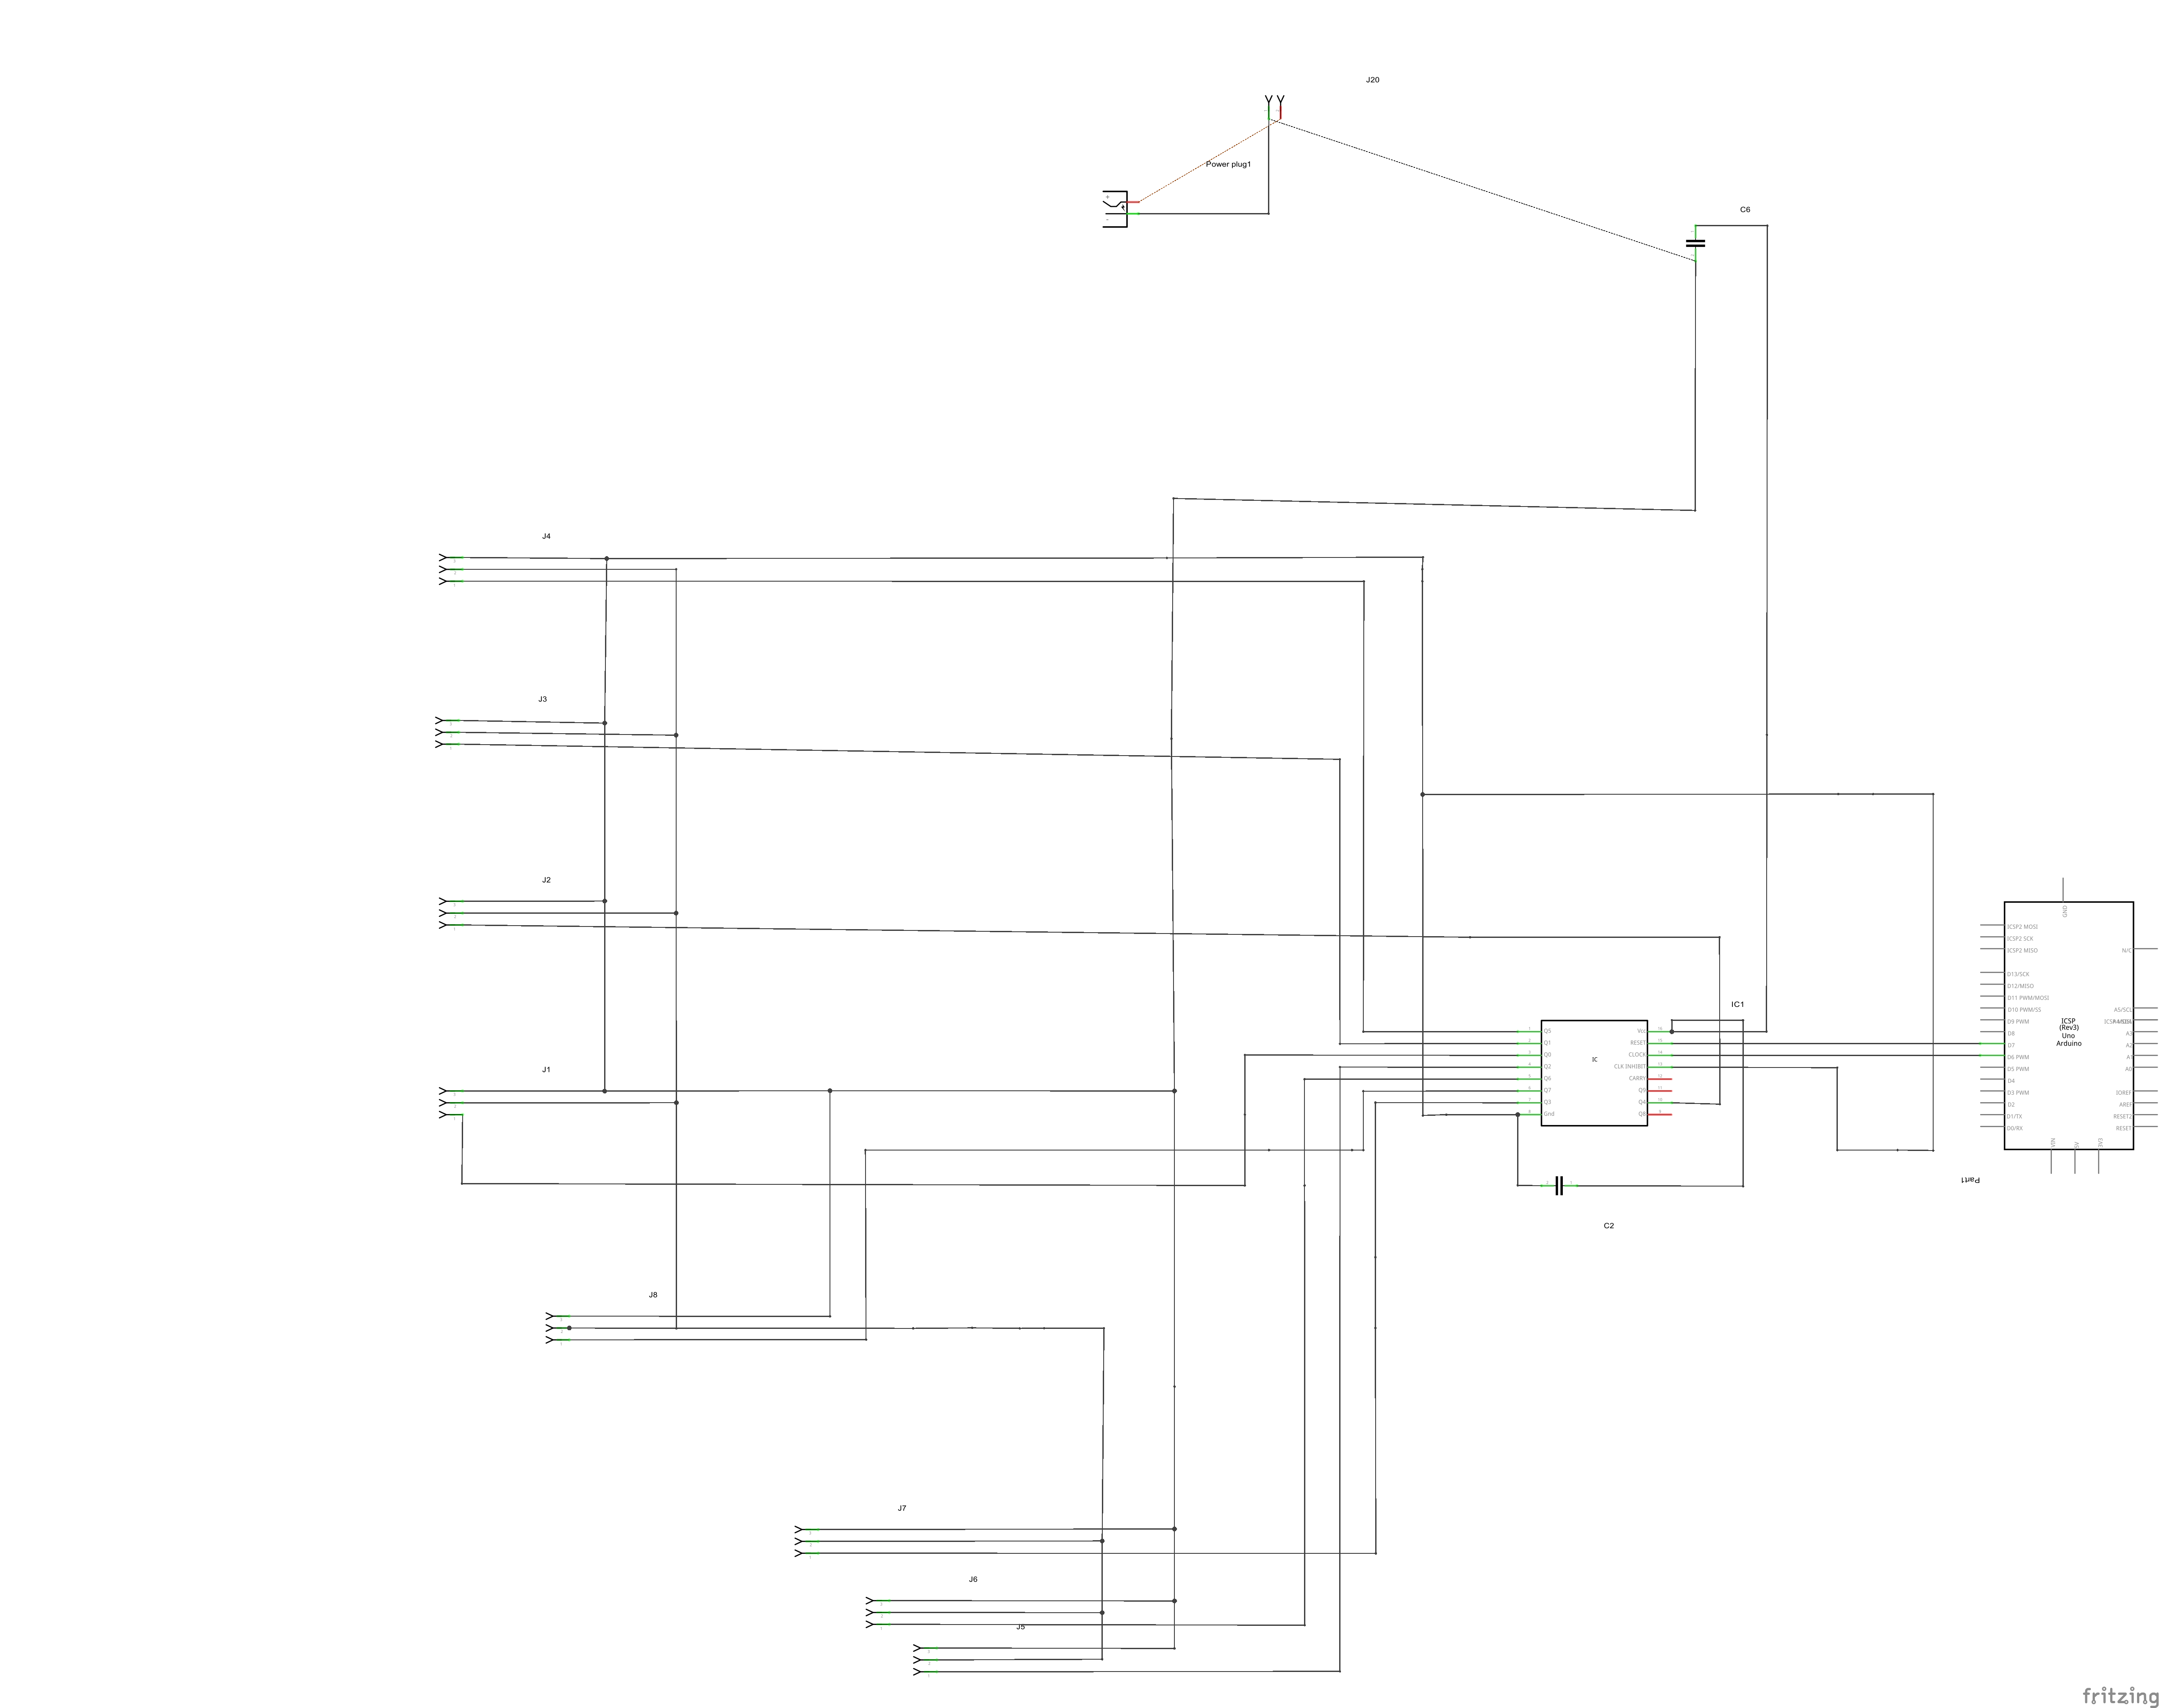 J20
Power plug1
C6
J4
J3
J2
J1
J8
J7
J6
J5
IC1
IC
Q5
Q1
Q0
Q2
Q6
Q7
Q3
Gnd
Vcc
RESET
CLOCK
CLK INHIBIT
CARRY
Q9
Q4
Q8
C2
GND
ICSP2 MOSI
ICSP2 SCK
ICSP2 MISO
D13/SCK
D12/MISO
D11 PWM/MOSI
D10 PWM/SS
D9 PWM
D8
D7
D6 PWM
D5 PWM
D4
D3 PWM
D2
D1/TX
D0/RX
ICSP
(Rev3)
Uno
Arduino
N/C
A5/SCL
A3
A2
A1
A0
IOREF
AREF
RESET2
RESET
VIN
5V
3V3
Part1
fritzing